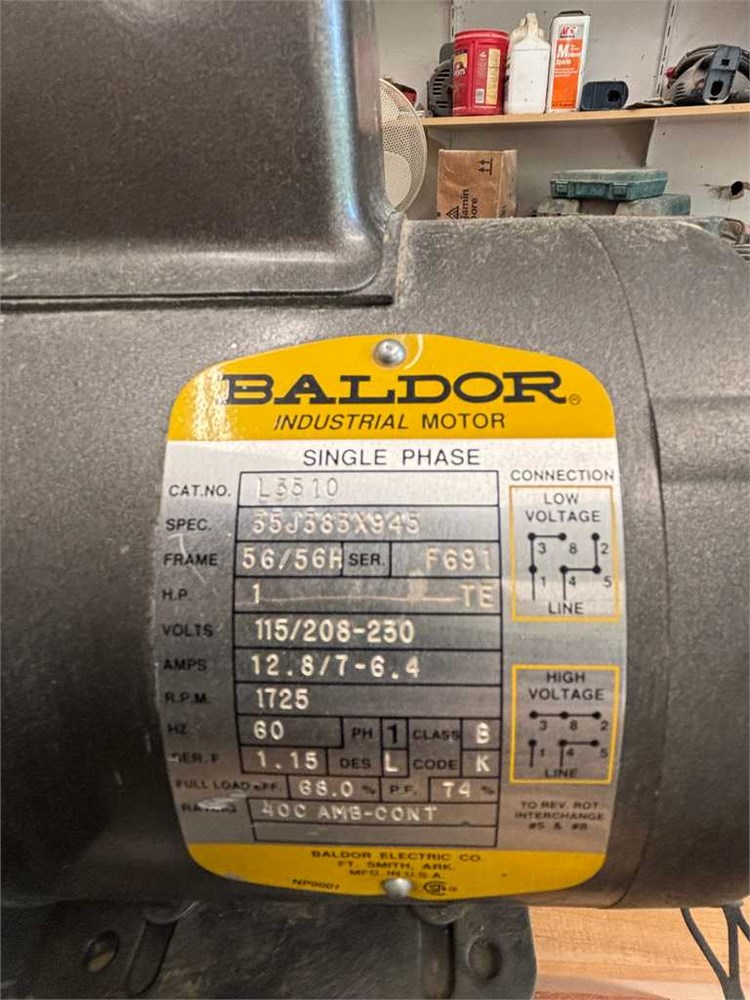 BALDOR®
INDUSTRIAL MOTOR
SINGLE PHASE
CAT.NO. L3510
SPEC. 35J383X943
FRAME 56/56H SER. F691
H.P. 1 TE
VOLTS 115/208-230
AMPS 12.8/7-6.4
R.P.M. 1725
HZ 60 PH 1 CLASS B
SER.F 1.15 DES L CODE K
FULL LOAD EFF. 68.0 % P.F. 74 %
RATING 40C AMB-CONT
CONNECTION
LOW
VOLTAGE
3 8 2
1 4 5
LINE
HIGH
VOLTAGE
3 8 2
1 4 5
LINE
TO REV. ROT.
INTERCHANGE
#5 & #8
BALDOR ELECTRIC CO.
FT. SMITH, ARK.
MFD. IN U.S.A.
NP0001